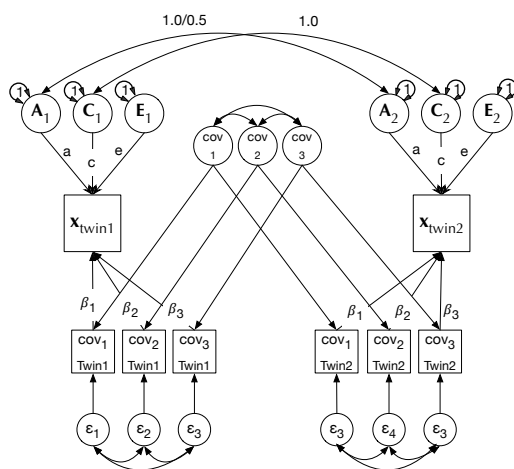 1.0/0.5 1.0
1 1 1 1 1 1
A1 C1 E1 A2 C2 E2
cov cov cov
1 2 3
a c e a c e
xtwin1 xtwin2
β1 β2 β3 β1 β2 β3
cov1 cov2 cov3 cov1 cov2 cov3
Twin1 Twin1 Twin1 Twin2 Twin2 Twin2
ε1 ε2 ε3 ε3 ε4 ε3